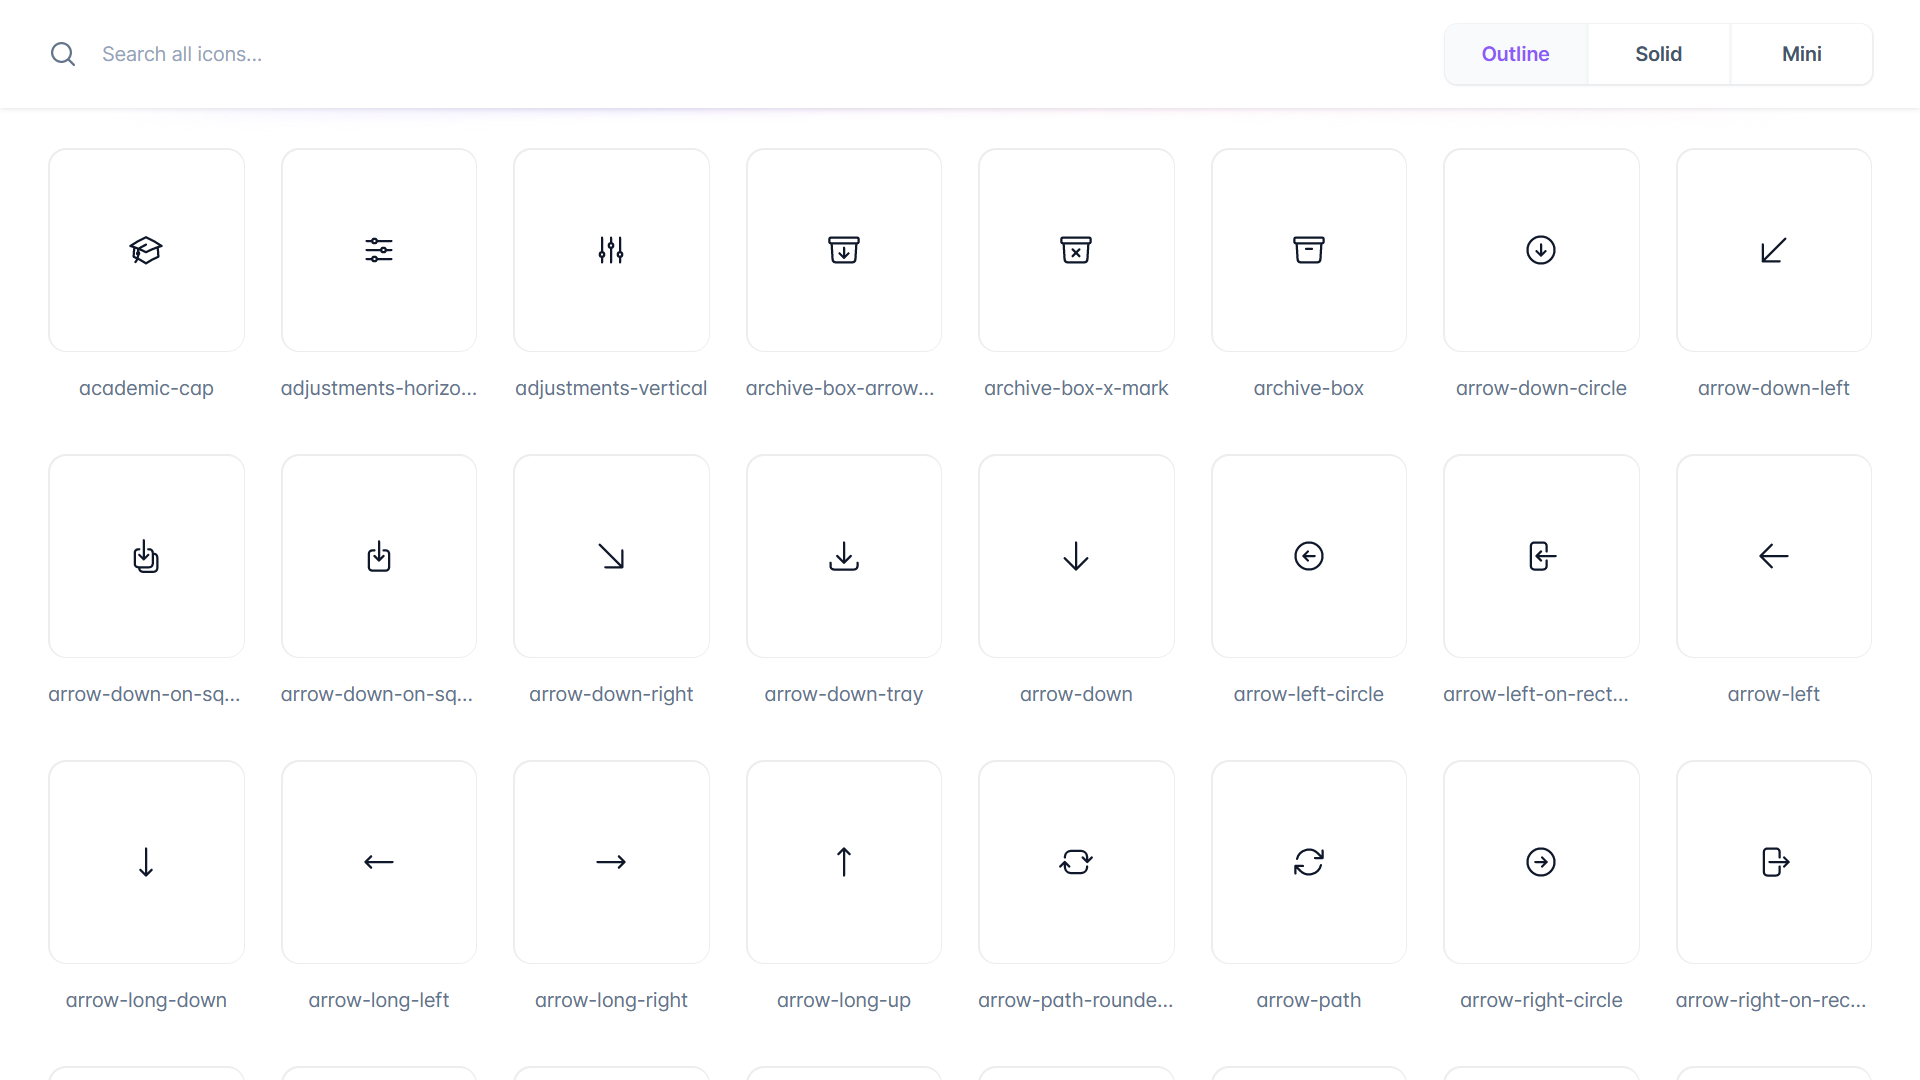 Search all icons...
Outline
Solid
Mini
academic-cap
adjustments-horizo...
adjustments-vertical
archive-box-arrow...
archive-box-x-mark
archive-box
arrow-down-circle
arrow-down-left
arrow-down-on-sq...
arrow-down-on-sq...
arrow-down-right
arrow-down-tray
arrow-down
arrow-left-circle
arrow-left-on-rect...
arrow-left
arrow-long-down
arrow-long-left
arrow-long-right
arrow-long-up
arrow-path-rounde...
arrow-path
arrow-right-circle
arrow-right-on-rec...